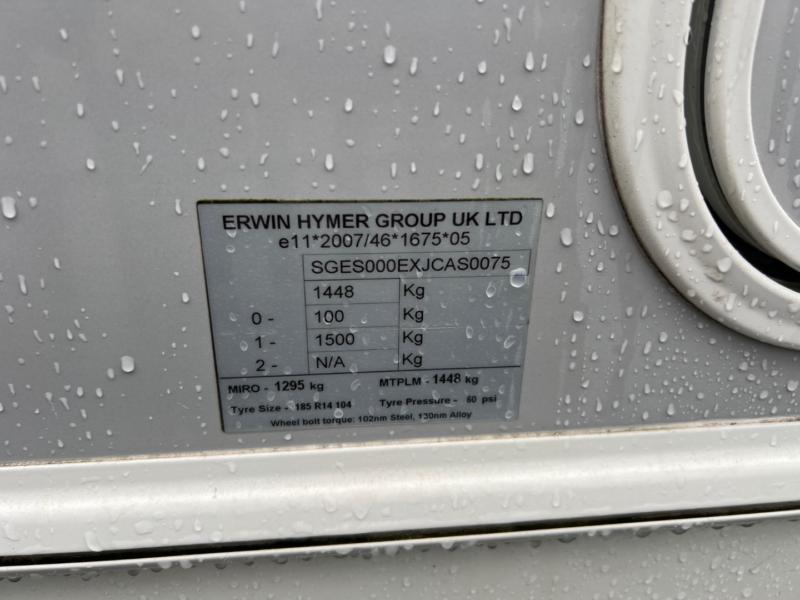 ERWIN HYMER GROUP UK LTD
e11*2007/46*1675*05
SGES000EXJCAS0075
1448 Kg
0 - 100 Kg
1 - 1500 Kg
2 - N/A Kg
MIRO - 1295 kg MTPLM - 1448 kg
Tyre Size - 185 R14 104 Tyre Pressure - 60 psi
Wheel bolt torque: 102nm Steel, 130nm Alloy